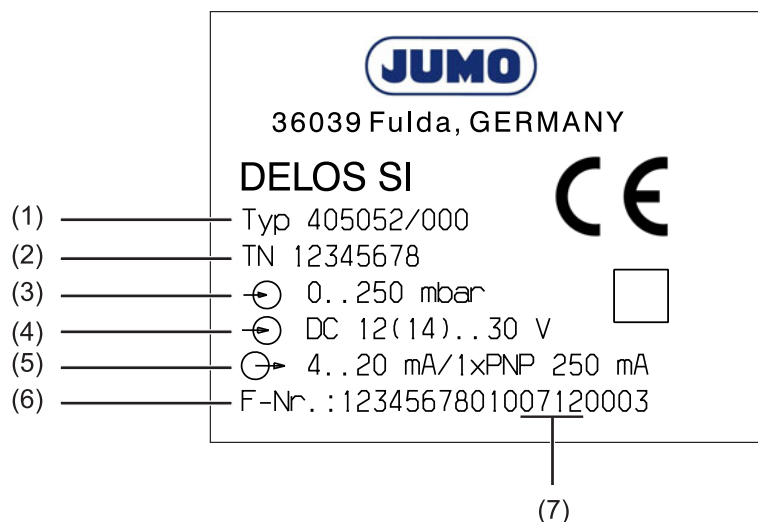 JUMO
36039 Fulda, GERMANY
DELOS SI
CE
(1) Typ 405052/000
(2) TN 12345678
(3) 0..250 mbar
(4) DC 12(14)..30 V
(5) 4..20 mA/1xPNP 250 mA
(6) F-Nr.:1234567801007120003
(7)